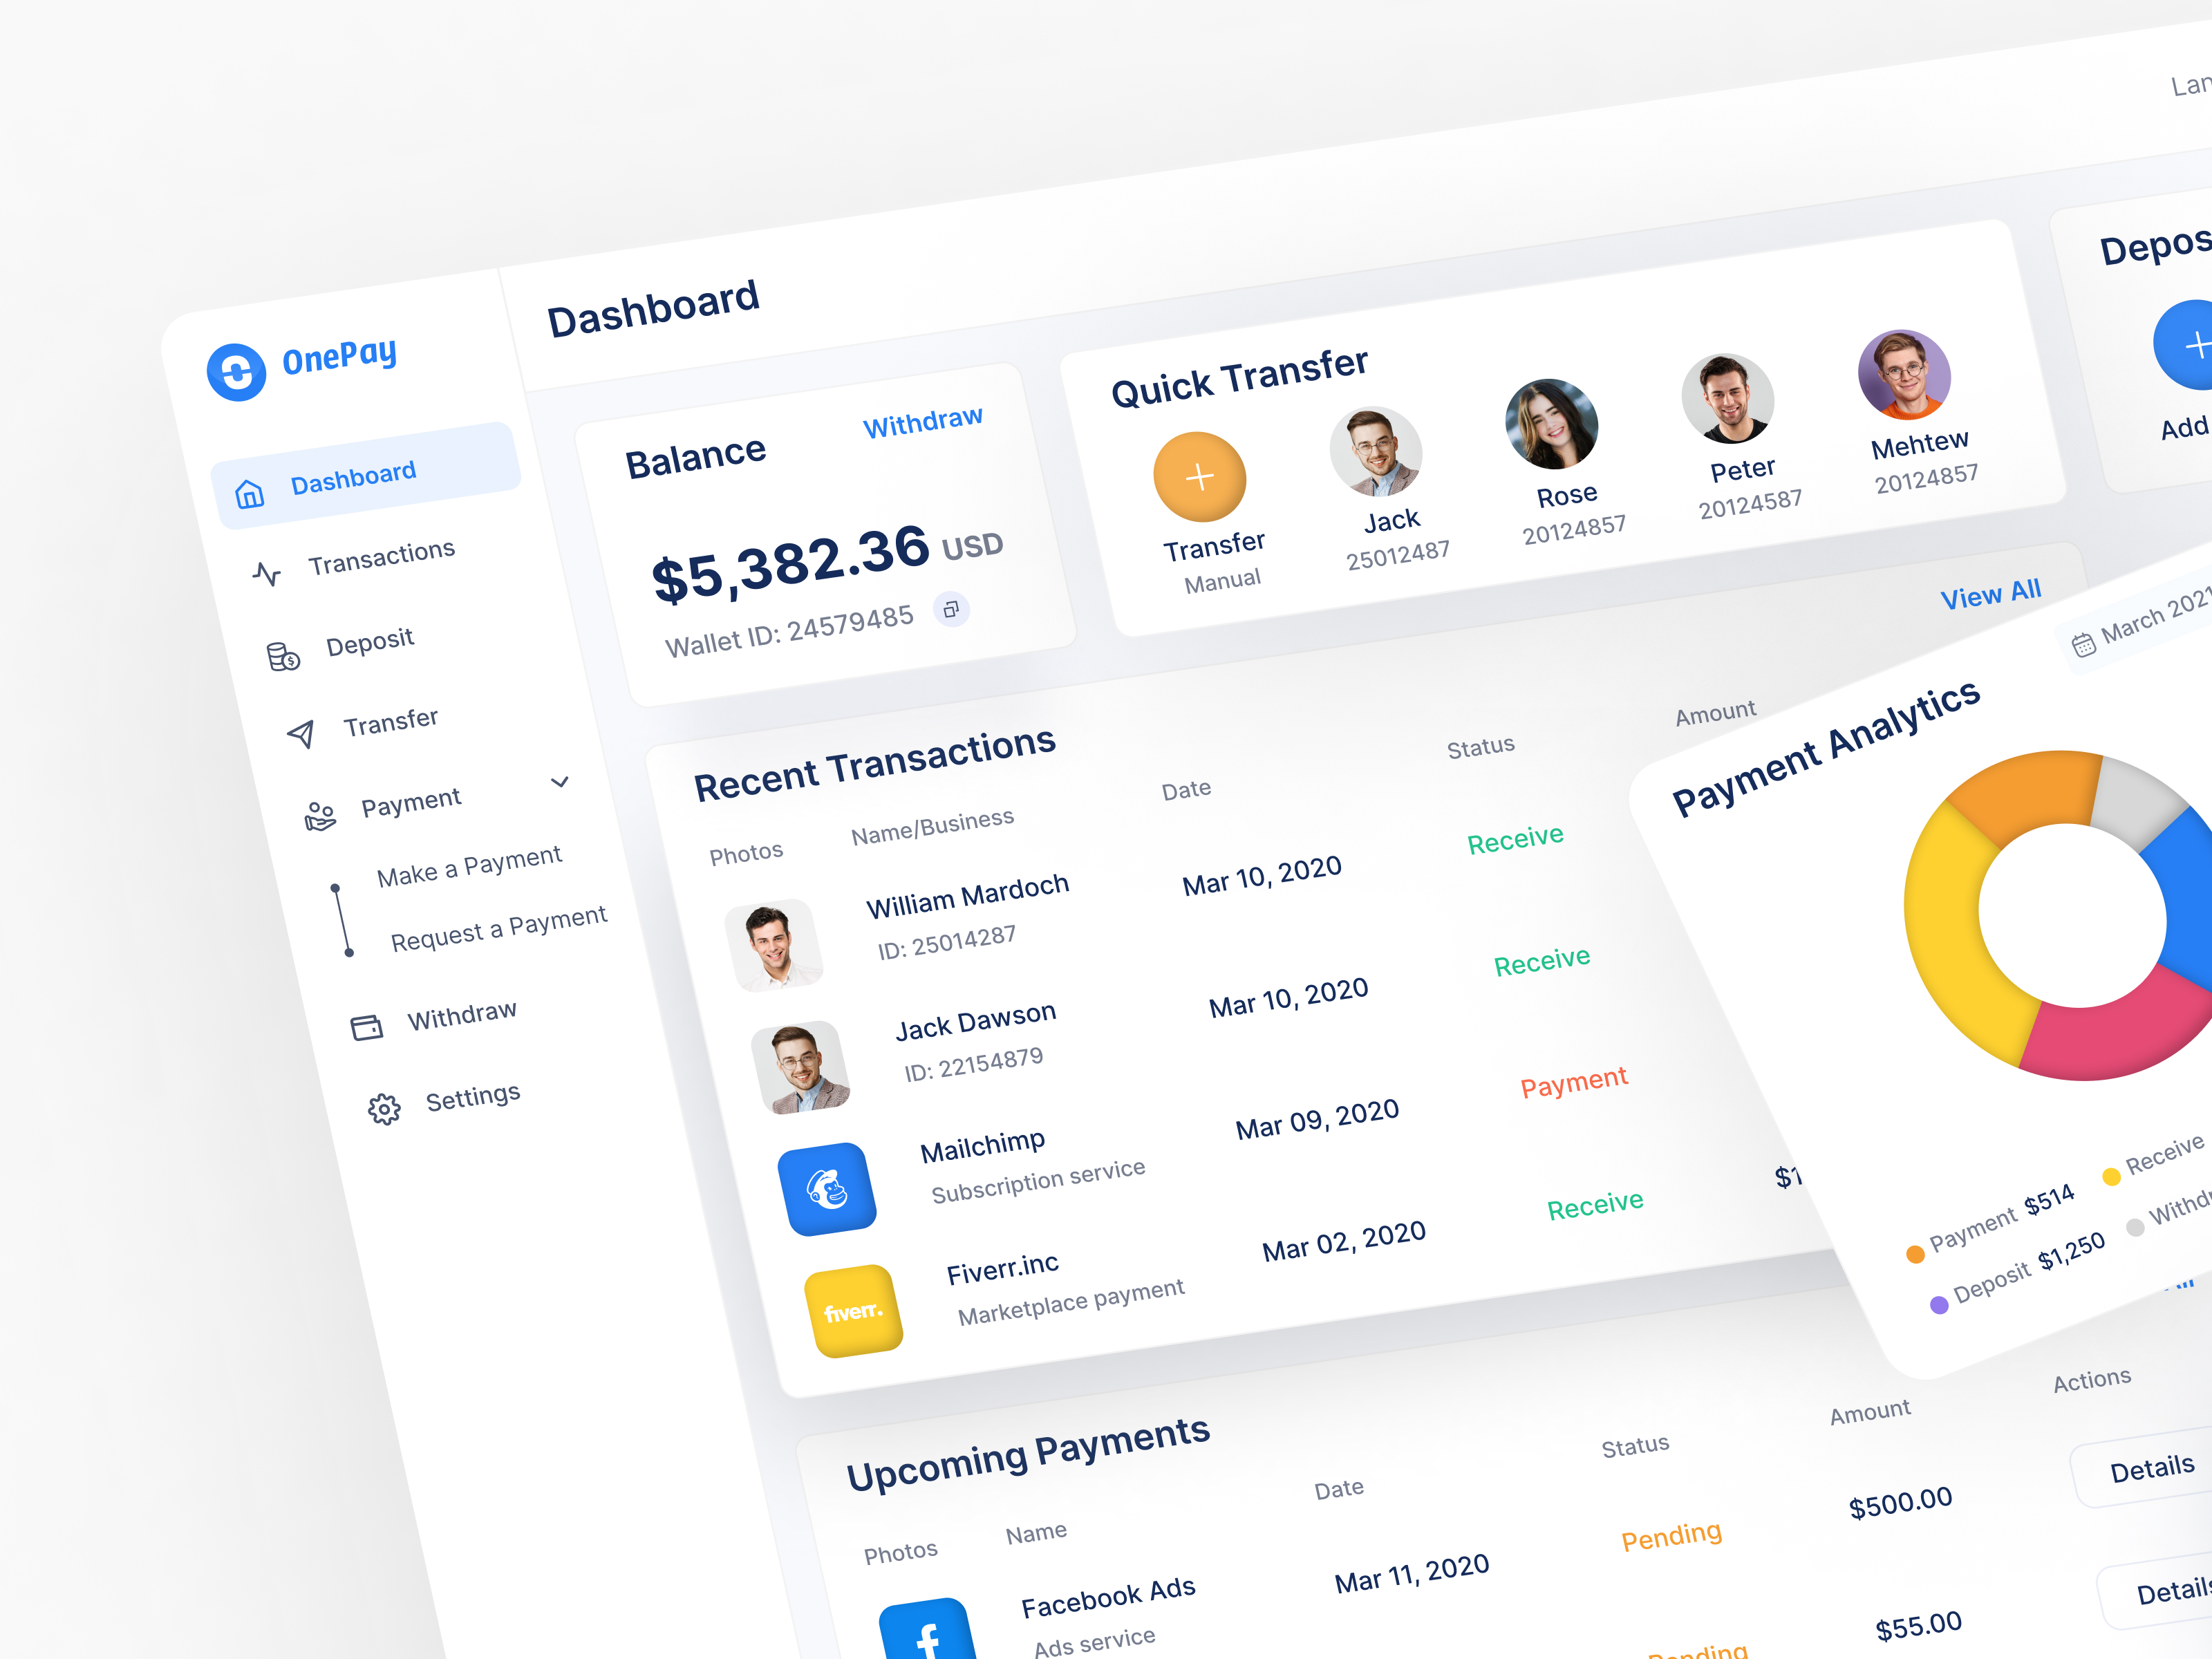 Lan
OnePay
Dashboard
Dashboard
Transactions
Deposit
Transfer
Payment
Make a Payment
Request a Payment
Withdraw
Settings
Balance
Withdraw
$5,382.36 USD
Wallet ID: 24579485
Quick Transfer
Transfer
Manual
Jack
25012487
Rose
20124857
Peter
20124587
Mehtew
20124857
Depos
Add
Recent Transactions
View All
Photos Name/Business Date Status Amount
William Mardoch
ID: 25014287
Mar 10, 2020
Receive
Jack Dawson
ID: 22154879
Mar 10, 2020
Receive
Mailchimp
Subscription service
Mar 09, 2020
Payment
fiverr.
Fiverr.inc
Marketplace payment
Mar 02, 2020
Receive
$1
Payment Analytics
March 2021
Payment $514
Receive
Deposit $1,250
Withdr
Upcoming Payments
Photos Name Date Status Amount Actions
Facebook Ads
Ads service
Mar 11, 2020
Pending
$500.00
Details
Pending
$55.00
Details